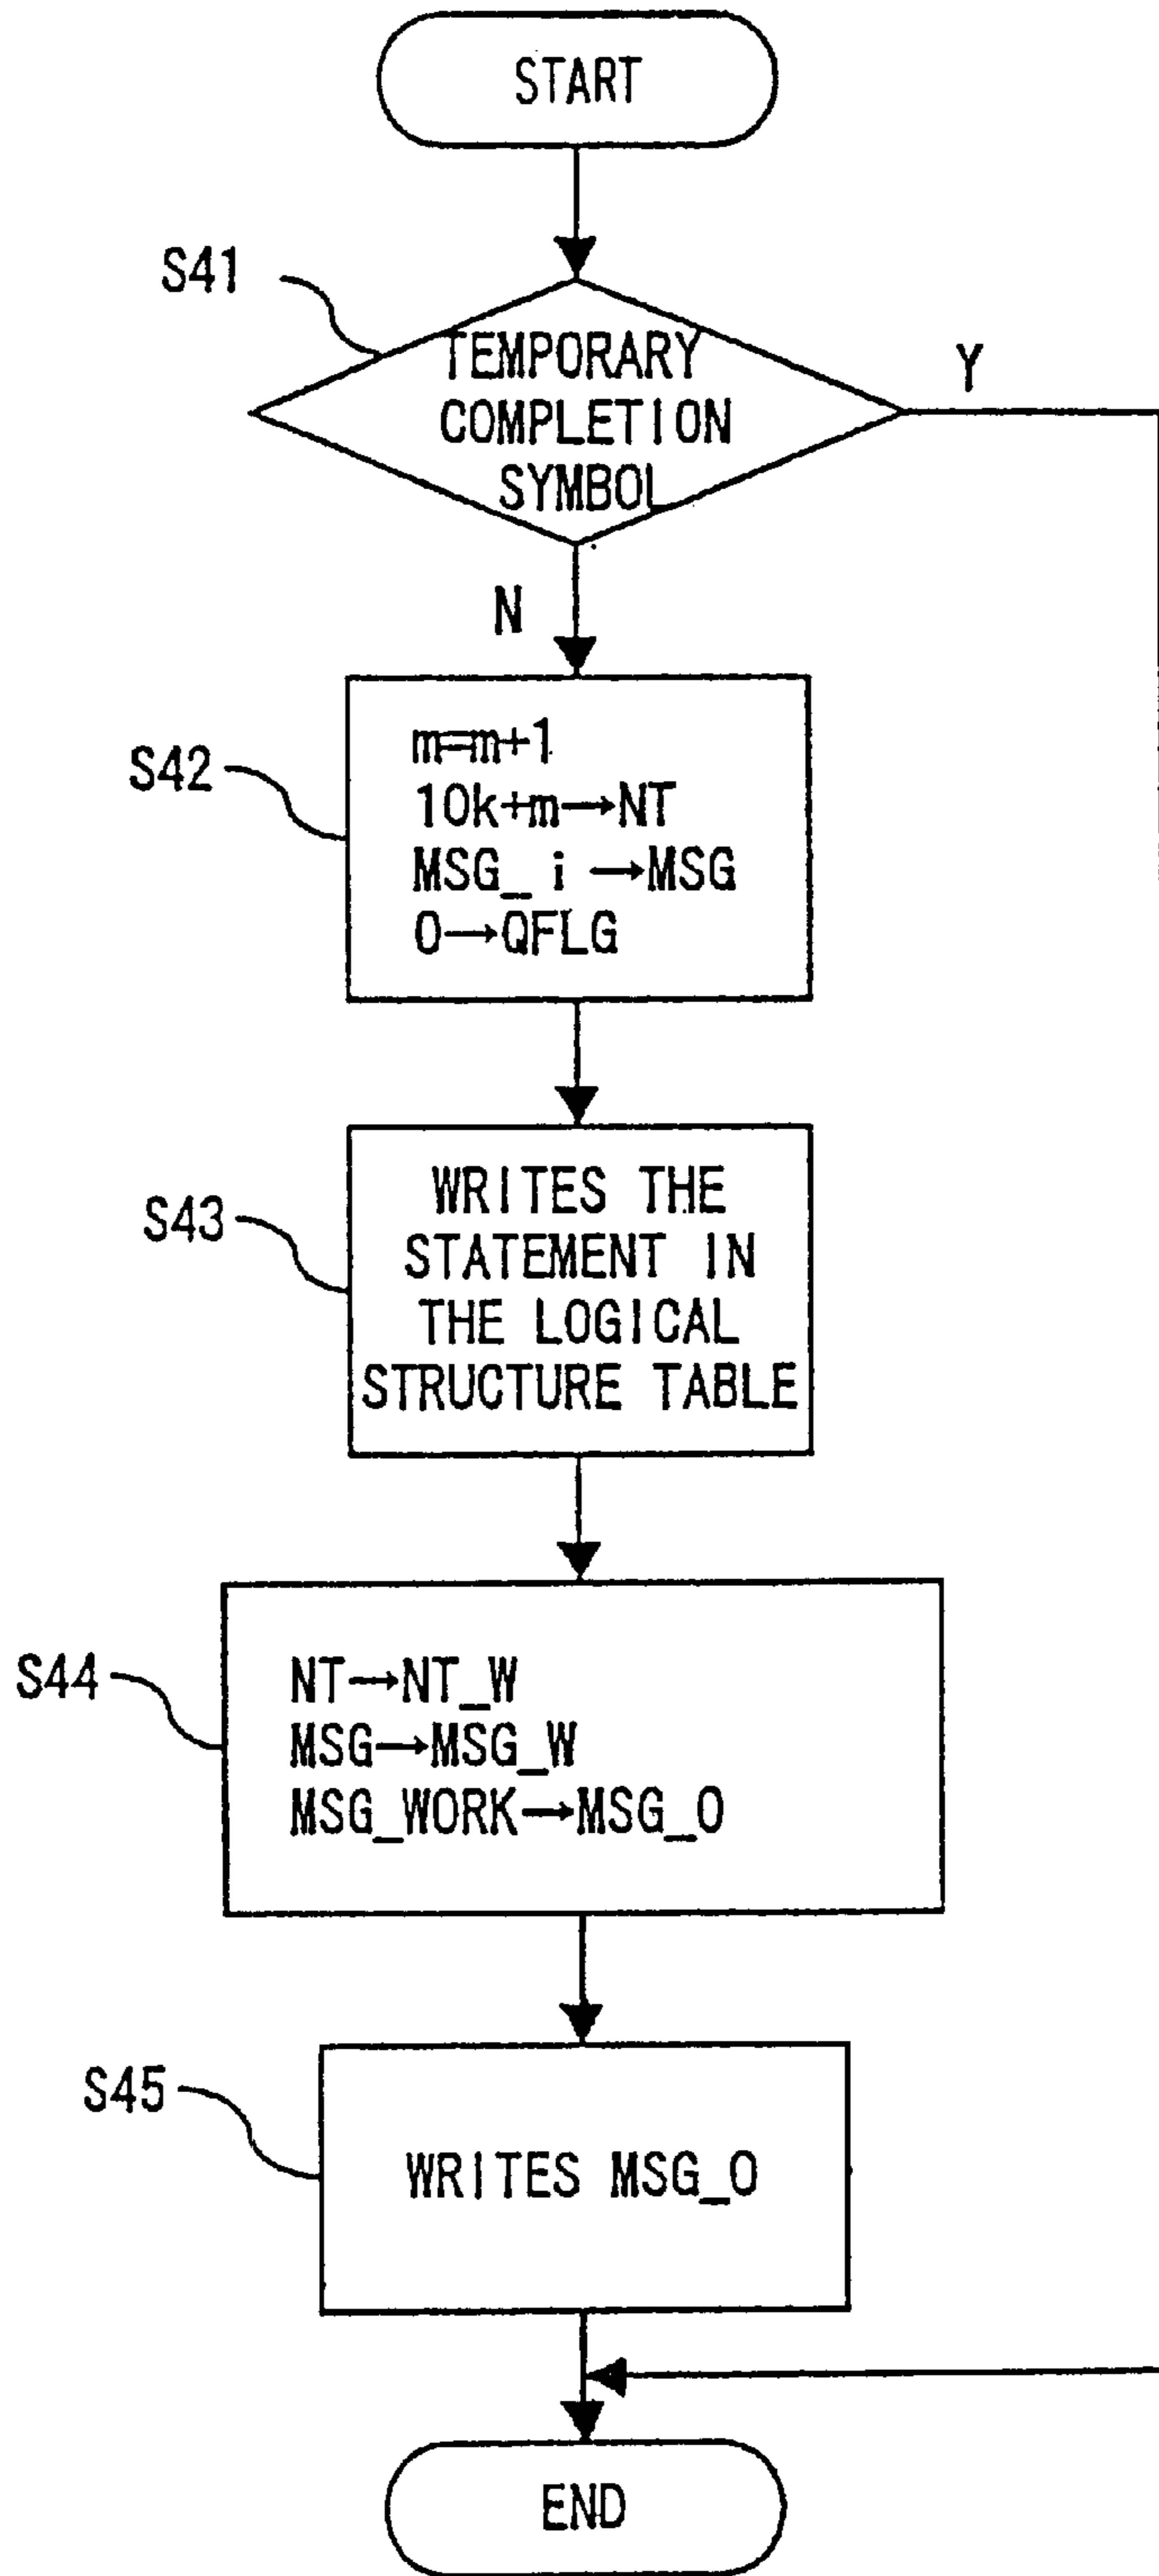 START
S41
TEMPORARY
COMPLETION
SYMBOL
Y
N
S42
m=m+1
10k+m→NT
MSG_i→MSG
0→QFLG
S43
WRITES THE
STATEMENT IN
THE LOGICAL
STRUCTURE TABLE
S44
NT→NT_W
MSG→MSG_W
MSG_WORK→MSG_O
S45
WRITES MSG_O
END